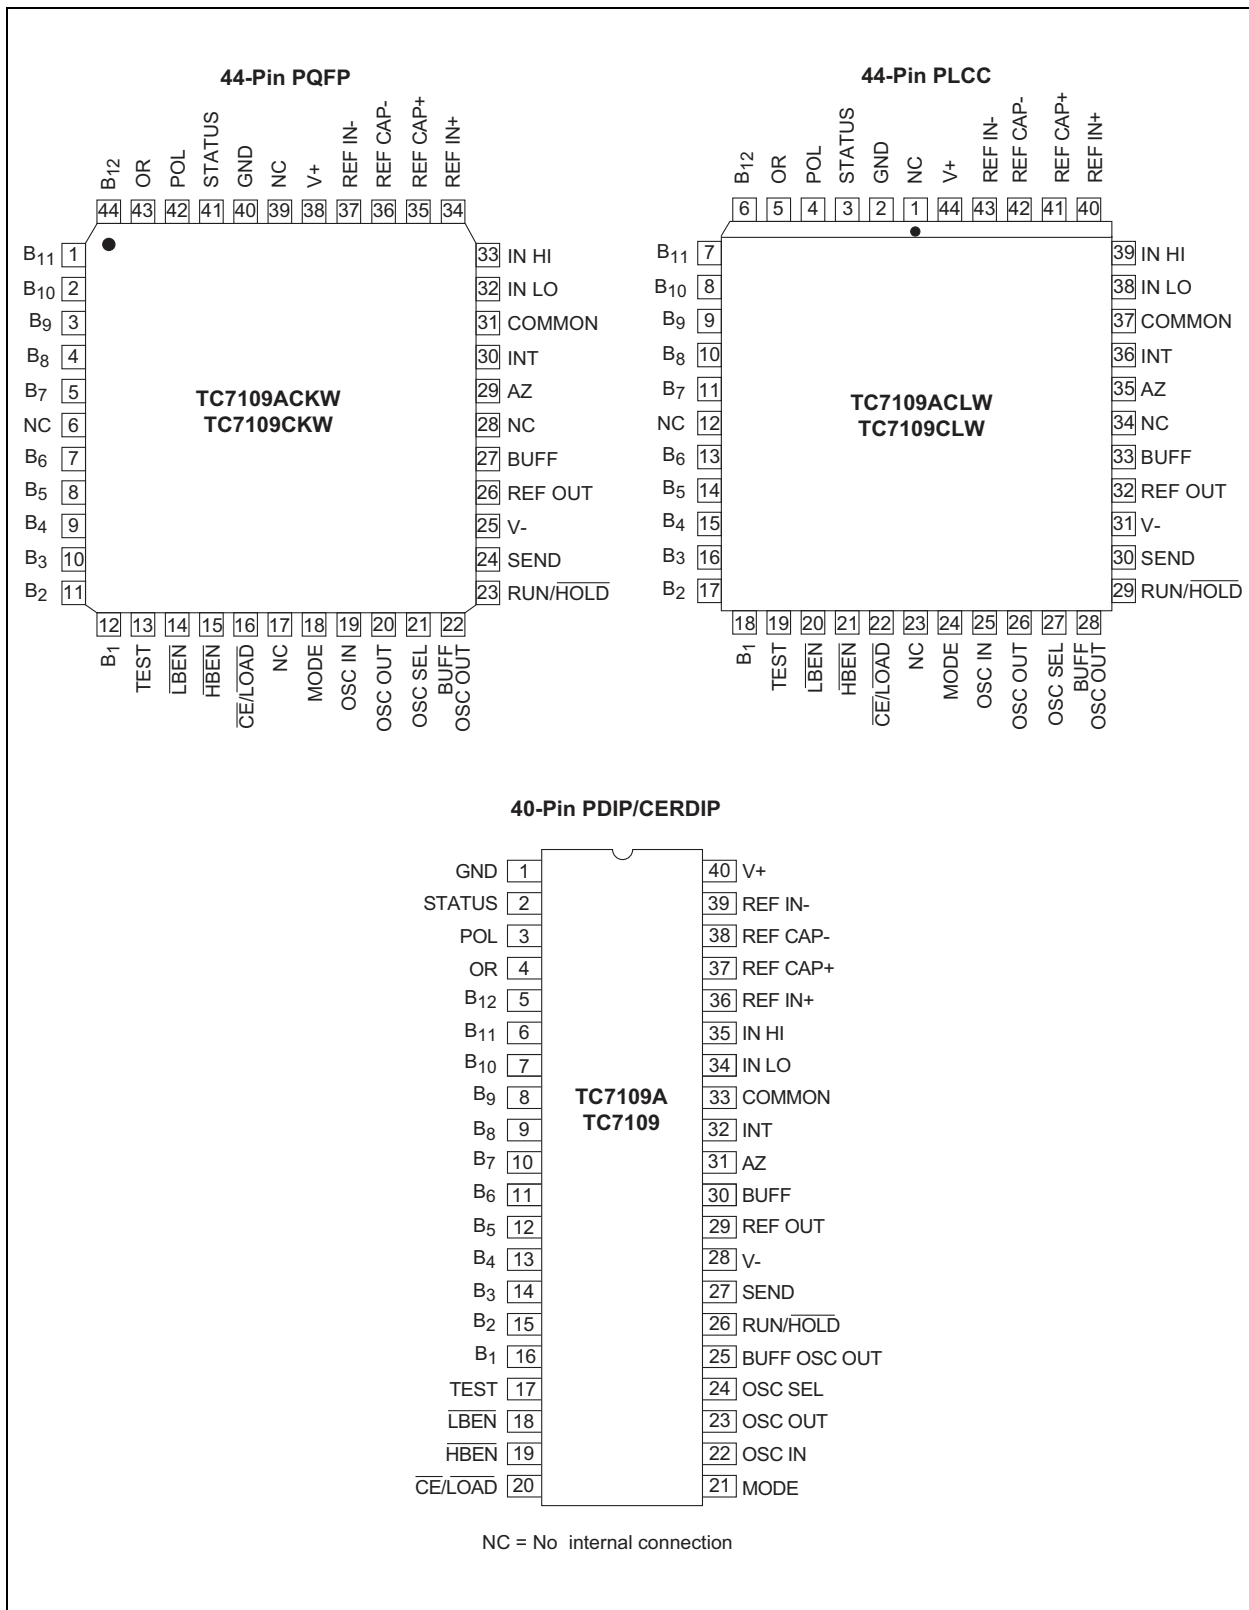 44-Pin PQFP
B12 OR POL STATUS GND NC V+ REF IN- REF CAP- REF CAP+ REF IN+
44 43 42 41 40 39 38 37 36 35 34
B11 1 33 IN HI
B10 2 32 IN LO
B9 3 31 COMMON
B8 4 30 INT
B7 5 29 AZ
NC 6 28 NC
B6 7 27 BUFF
B5 8 26 REF OUT
B4 9 25 V-
B3 10 24 SEND
B2 11 23 RUN/HOLD
TC7109ACKW
TC7109CKW
12 13 14 15 16 17 18 19 20 21 22
B1 TEST LBEN HBEN CE/LOAD NC MODE OSC IN OSC OUT OSC SEL BUFF OSC OUT
44-Pin PLCC
B12 OR POL STATUS GND NC V+ REF IN- REF CAP- REF CAP+ REF IN+
6 5 4 3 2 1 44 43 42 41 40
B11 7 39 IN HI
B10 8 38 IN LO
B9 9 37 COMMON
B8 10 36 INT
B7 11 35 AZ
NC 12 34 NC
B6 13 33 BUFF
B5 14 32 REF OUT
B4 15 31 V-
B3 16 30 SEND
B2 17 29 RUN/HOLD
TC7109ACLW
TC7109CLW
18 19 20 21 22 23 24 25 26 27 28
B1 TEST LBEN HBEN CE/LOAD NC MODE OSC IN OSC OUT OSC SEL BUFF OSC OUT
40-Pin PDIP/CERDIP
GND 1 40 V+
STATUS 2 39 REF IN-
POL 3 38 REF CAP-
OR 4 37 REF CAP+
B12 5 36 REF IN+
B11 6 35 IN HI
B10 7 34 IN LO
B9 8 33 COMMON
B8 9 32 INT
B7 10 31 AZ
B6 11 30 BUFF
B5 12 29 REF OUT
B4 13 28 V-
B3 14 27 SEND
B2 15 26 RUN/HOLD
B1 16 25 BUFF OSC OUT
TEST 17 24 OSC SEL
LBEN 18 23 OSC OUT
HBEN 19 22 OSC IN
CE/LOAD 20 21 MODE
TC7109A
TC7109
NC = No internal connection